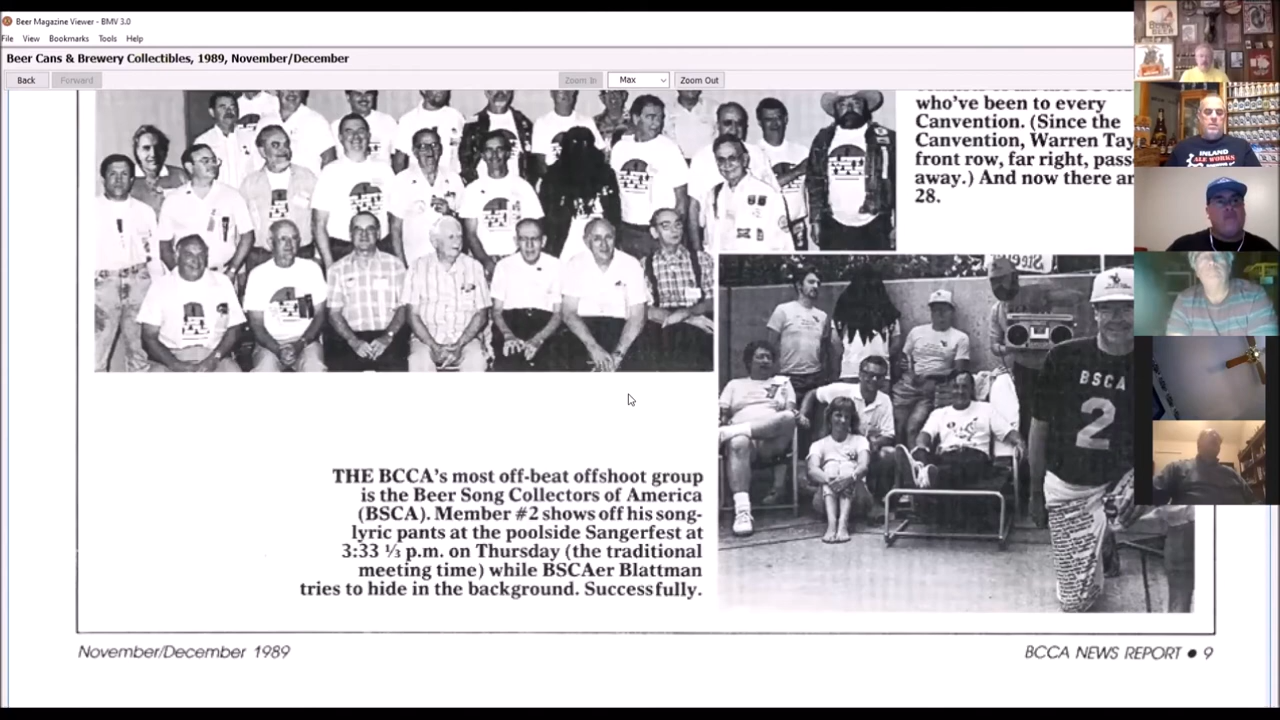 Beer Magazine Viewer - BMV 3.0
File View Bookmarks Tools Help
Beer Cans & Brewery Collectibles, 1989, November/December
Back Forward Zoom In Max Zoom Out
who've been to every
Canvention. (Since the
Canvention, Warren Tay
front row, far right, pass
away.) And now there ar
28.
INLAND
ALE WORKS
BSCA
2
THE BCCA's most off-beat offshoot group
is the Beer Song Collectors of America
(BSCA). Member #2 shows off his song-
lyric pants at the poolside Sangerfest at
3:33 ⅓ p.m. on Thursday (the traditional
meeting time) while BSCAer Blattman
tries to hide in the background. Successfully.
November/December 1989
BCCA NEWS REPORT ● 9